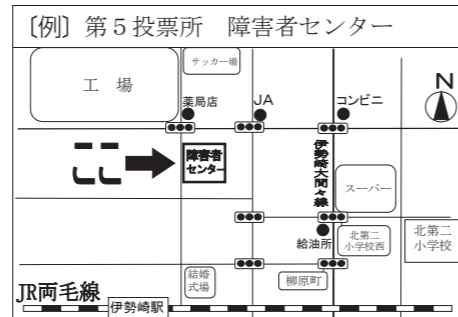 〔例〕第5投票所　障害者センター
サッカー場
工　場
N
薬局店
JA
コンビニ
ここ
障害者
センター
伊勢崎大間々線
スーパー
給油所
北第二
小学校西
北第二
小学校
結婚
式場
柳原町
JR両毛線
伊勢崎駅